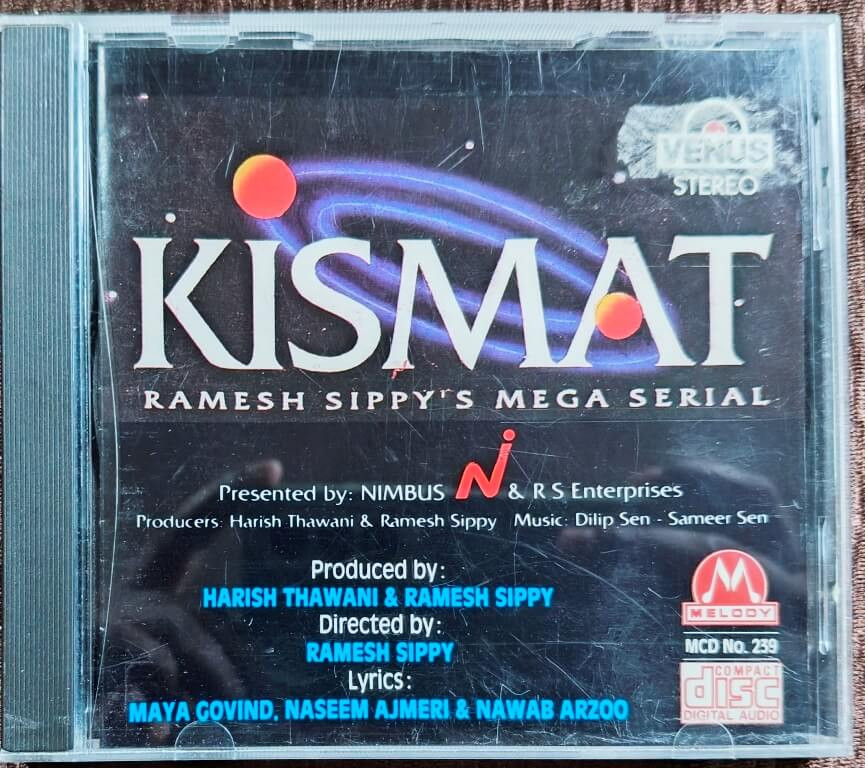 VENUS
STEREO
KISMAT
RAMESH SIPPY'S MEGA SERIAL
Presented by: NIMBUS N & R S Enterprises
Producers: Harish Thawani & Ramesh Sippy Music: Dilip Sen - Sameer Sen
Produced by:
HARISH THAWANI & RAMESH SIPPY
Directed by:
RAMESH SIPPY
Lyrics:
MAYA GOVIND, NASEEM AJMERI & NAWAB ARZOO
M
MELODY
MCD No. 239
COMPACT
disc
DIGITAL AUDIO